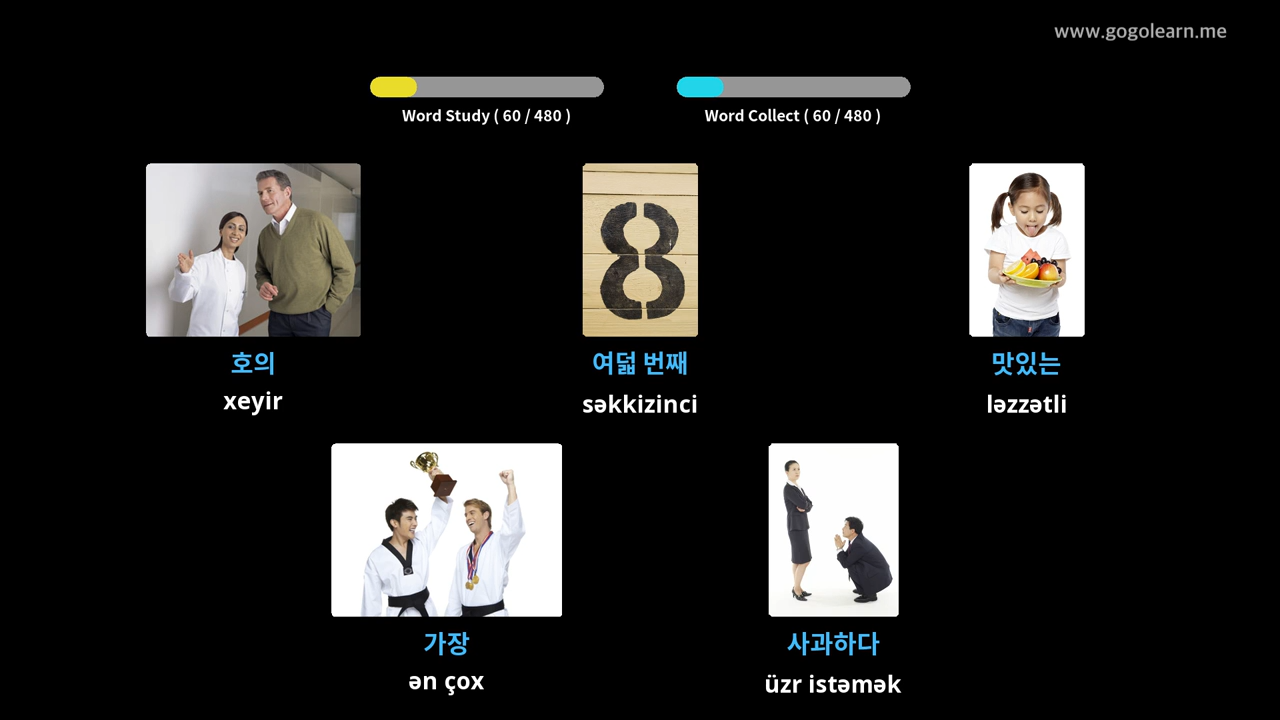 www.gogolearn.me
Word Study ( 60 / 480 )
Word Collect ( 60 / 480 )
8
호의
xeyir
여덟 번째
səkkizinci
맛있는
ləzzətli
가장
ən çox
사과하다
üzr istəmək